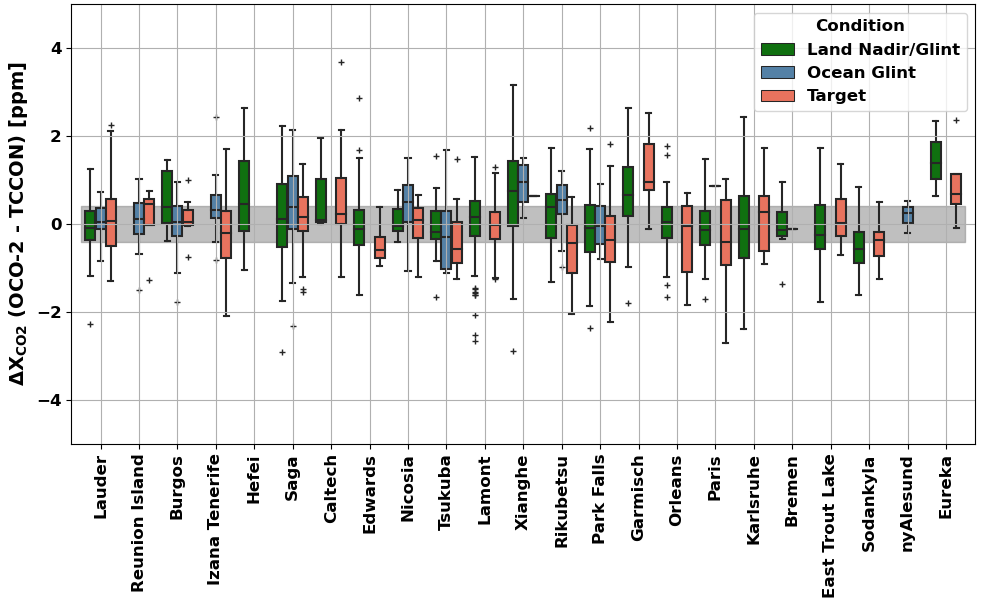 ΔX_CO2 (OCO-2 - TCCON) [ppm]
4
2
0
−2
−4
Condition
Land Nadir/Glint
Ocean Glint
Target
Lauder
Reunion Island
Burgos
Izana Tenerife
Hefei
Saga
Caltech
Edwards
Nicosia
Tsukuba
Lamont
Xianghe
Rikubetsu
Park Falls
Garmisch
Orleans
Paris
Karlsruhe
Bremen
East Trout Lake
Sodankyla
nyAlesund
Eureka